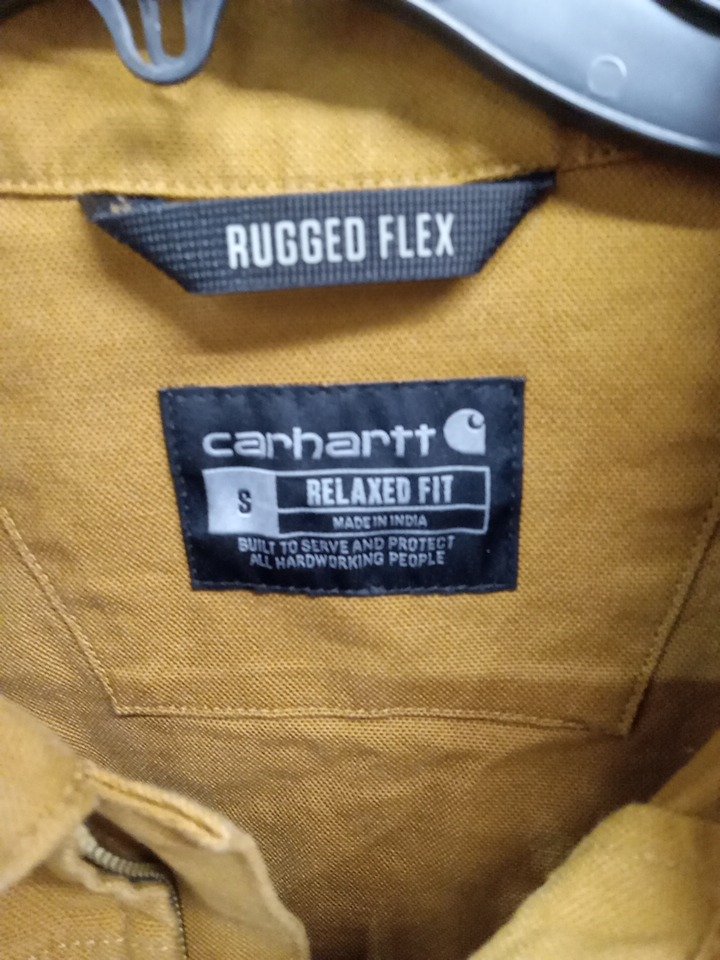 RUGGED FLEX
carhartt
S
RELAXED FIT
MADE IN INDIA
BUILT TO SERVE AND PROTECT
ALL HARDWORKING PEOPLE